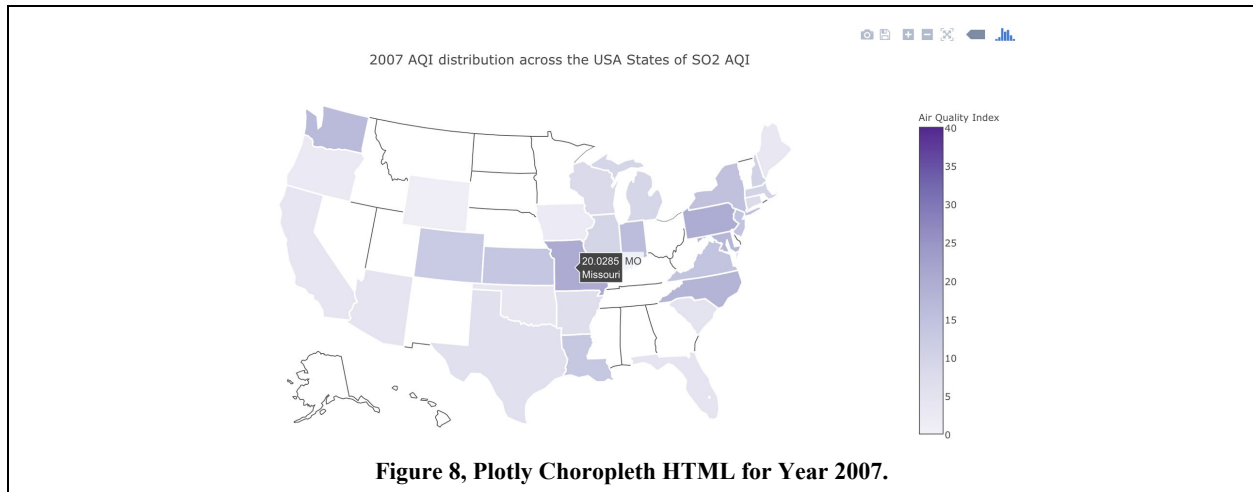 2007 AQI distribution across the USA States of SO2 AQI
Air Quality Index
40
35
30
25
20
15
10
5
0
20.0285 MO
Missouri
Figure 8, Plotly Choropleth HTML for Year 2007.